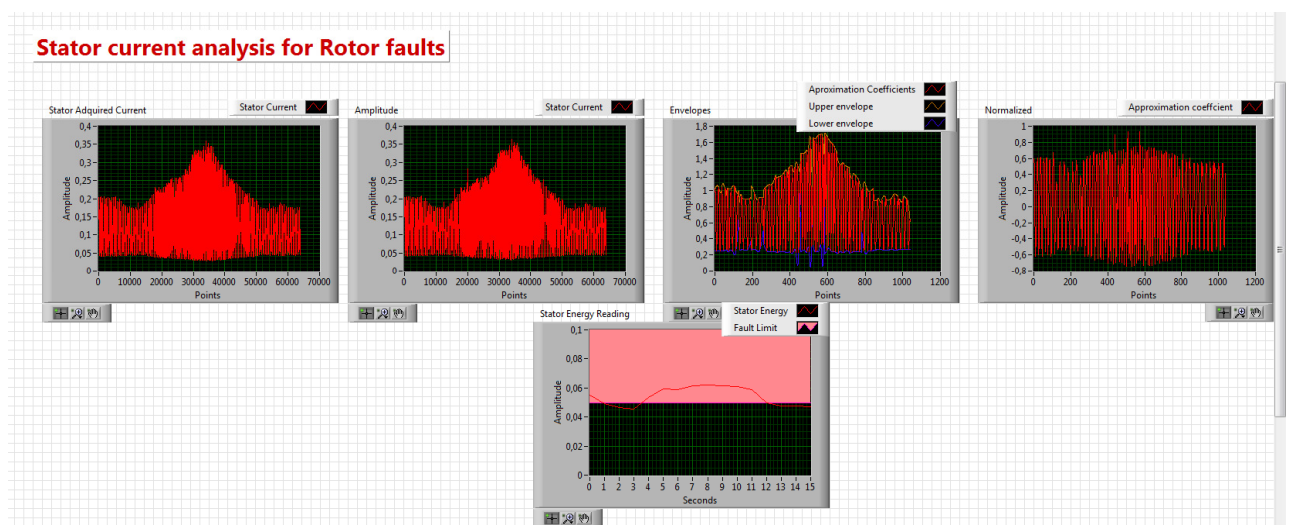 Stator current analysis for Rotor faults
Stator Adquired Current
Stator Current
Amplitude
0,4
0,35
0,3
0,25
0,2
0,15
0,1
0,05
0
0 10000 20000 30000 40000 50000 60000 70000
Points
Amplitude
Stator Current
Amplitude
0,4
0,35
0,3
0,25
0,2
0,15
0,1
0,05
0
0 10000 20000 30000 40000 50000 60000 70000
Points
Envelopes
Aproximation Coefficients
Upper envelope
Lower envelope
Amplitude
1,8
1,6
1,4
1,2
1
0,8
0,6
0,4
0,2
0
0 200 400 600 800 1000 1200
Points
Normalized
Approximation coeffcient
Amplitude
1
0,8
0,6
0,4
0,2
0
-0,2
-0,4
-0,6
-0,8
0 200 400 600 800 1000 1200
Points
Stator Energy Reading
Stator Energy
Fault Limit
Amplitude
0,1
0,08
0,06
0,04
0,02
0
0 1 2 3 4 5 6 7 8 9 10 11 12 13 14 15
Seconds